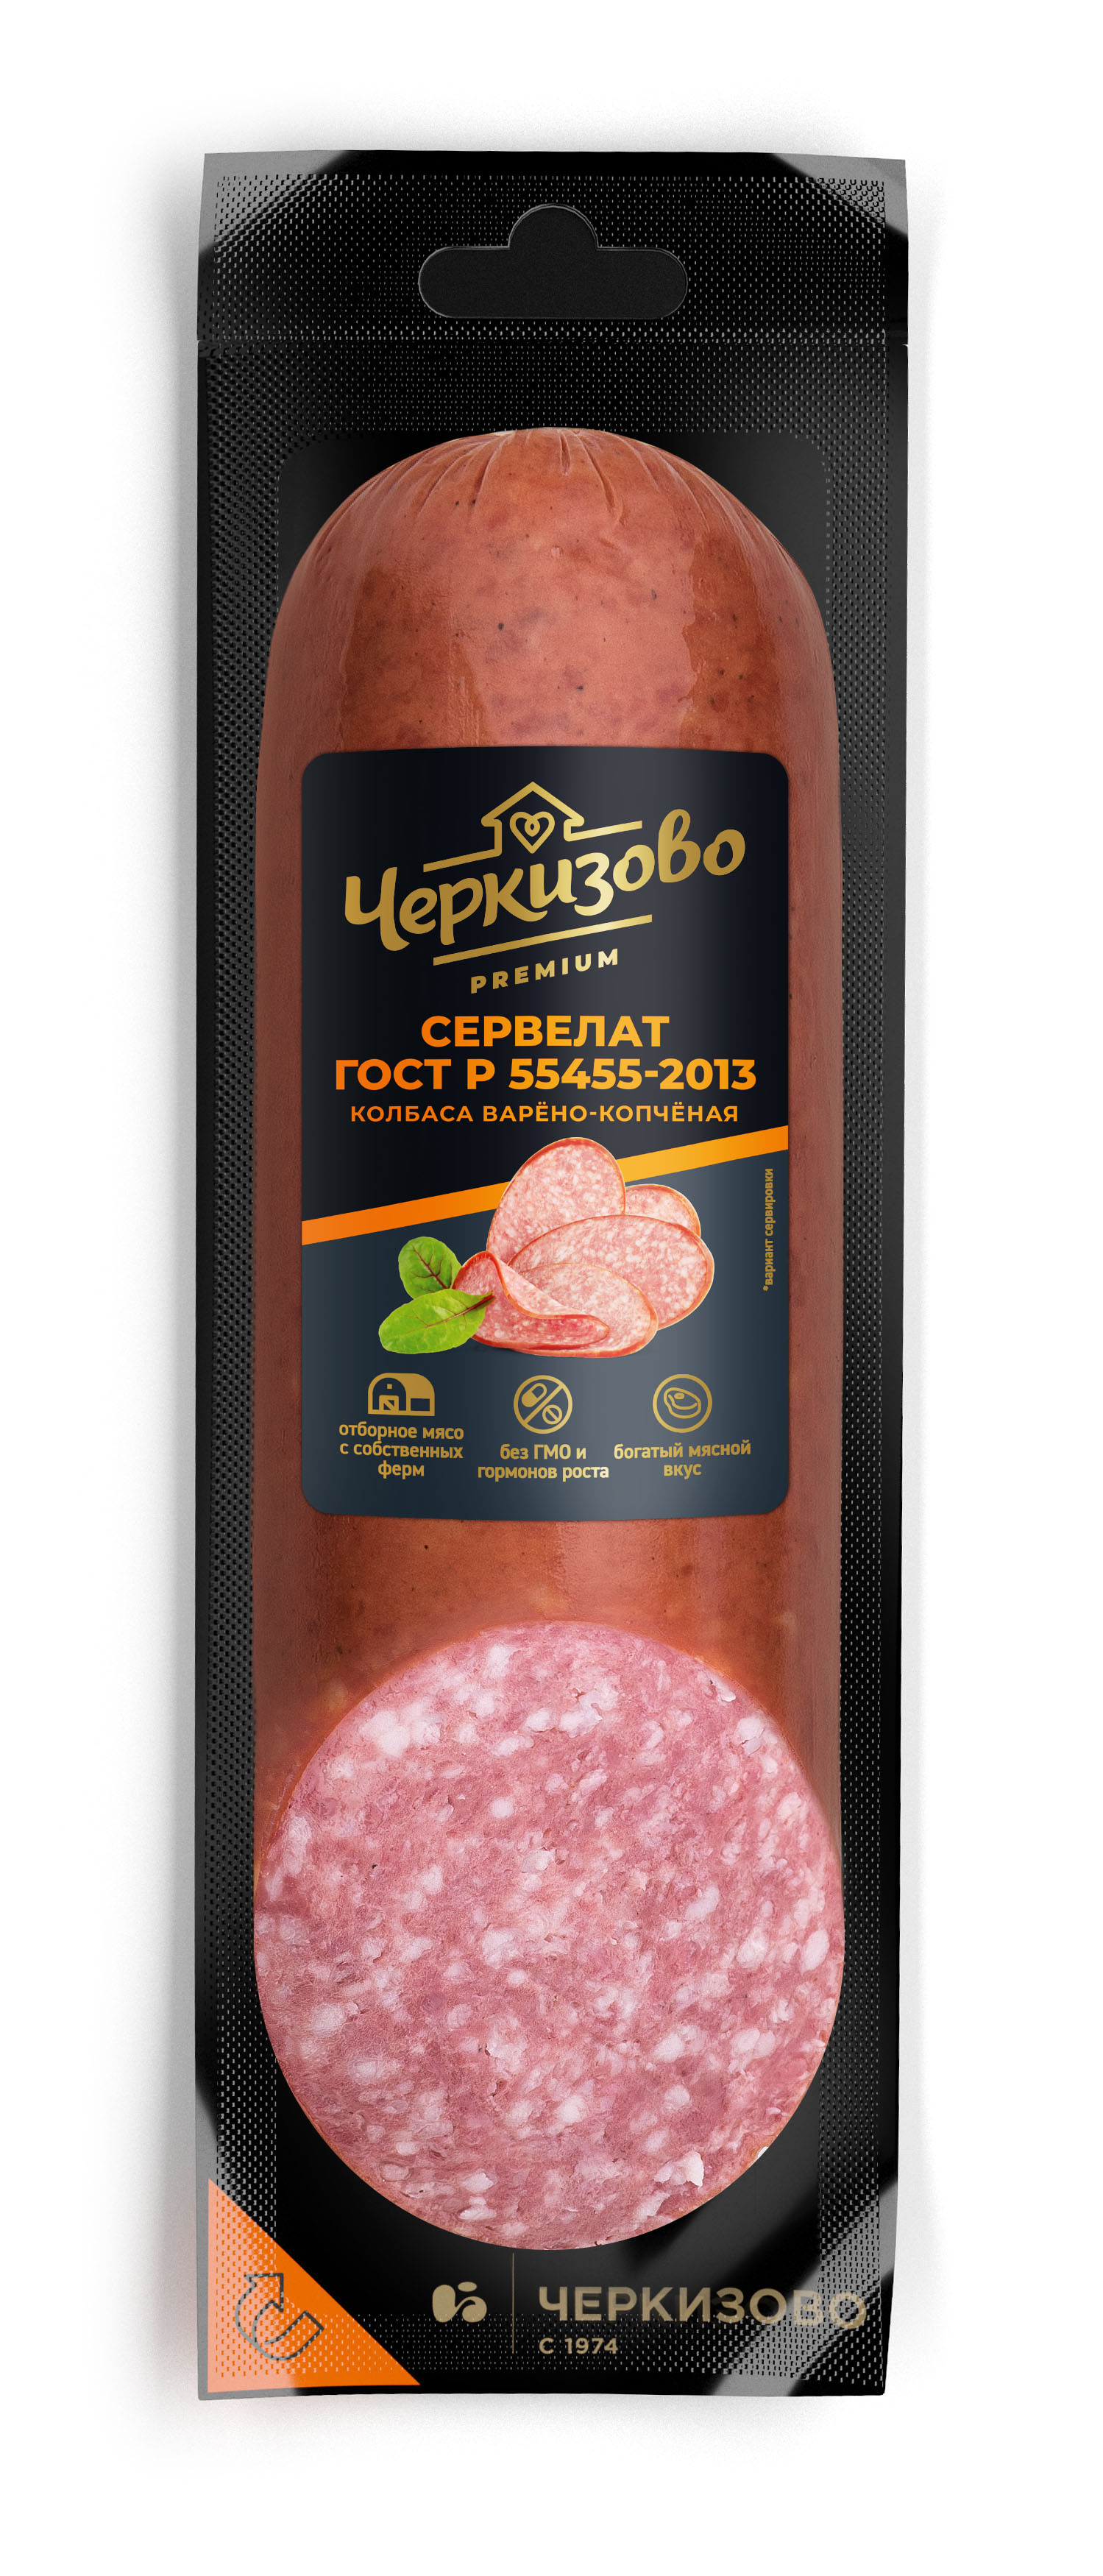 Черкизово
PREMIUM
СЕРВЕЛАТ
ГОСТ Р 55455-2013
КОЛБАСА ВАРЁНО-КОПЧЁНАЯ
*вариант сервировки
отборное мясо
с собственных
ферм
без ГМО и
гормонов роста
богатый мясной
вкус
ЧЕРКИЗОВО
С 1974